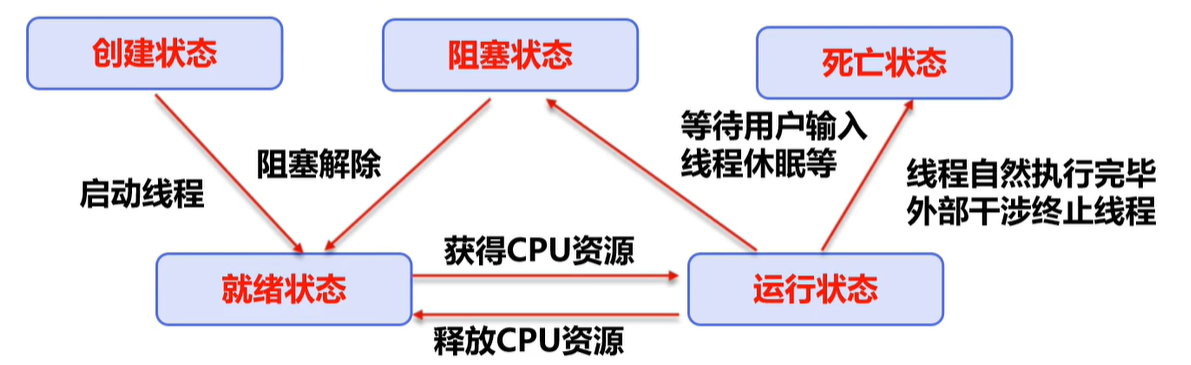 创建状态
阻塞状态
死亡状态
等待用户输入
线程休眠等
阻塞解除
启动线程
线程自然执行完毕
外部干涉终止线程
获得CPU资源
就绪状态
运行状态
释放CPU资源